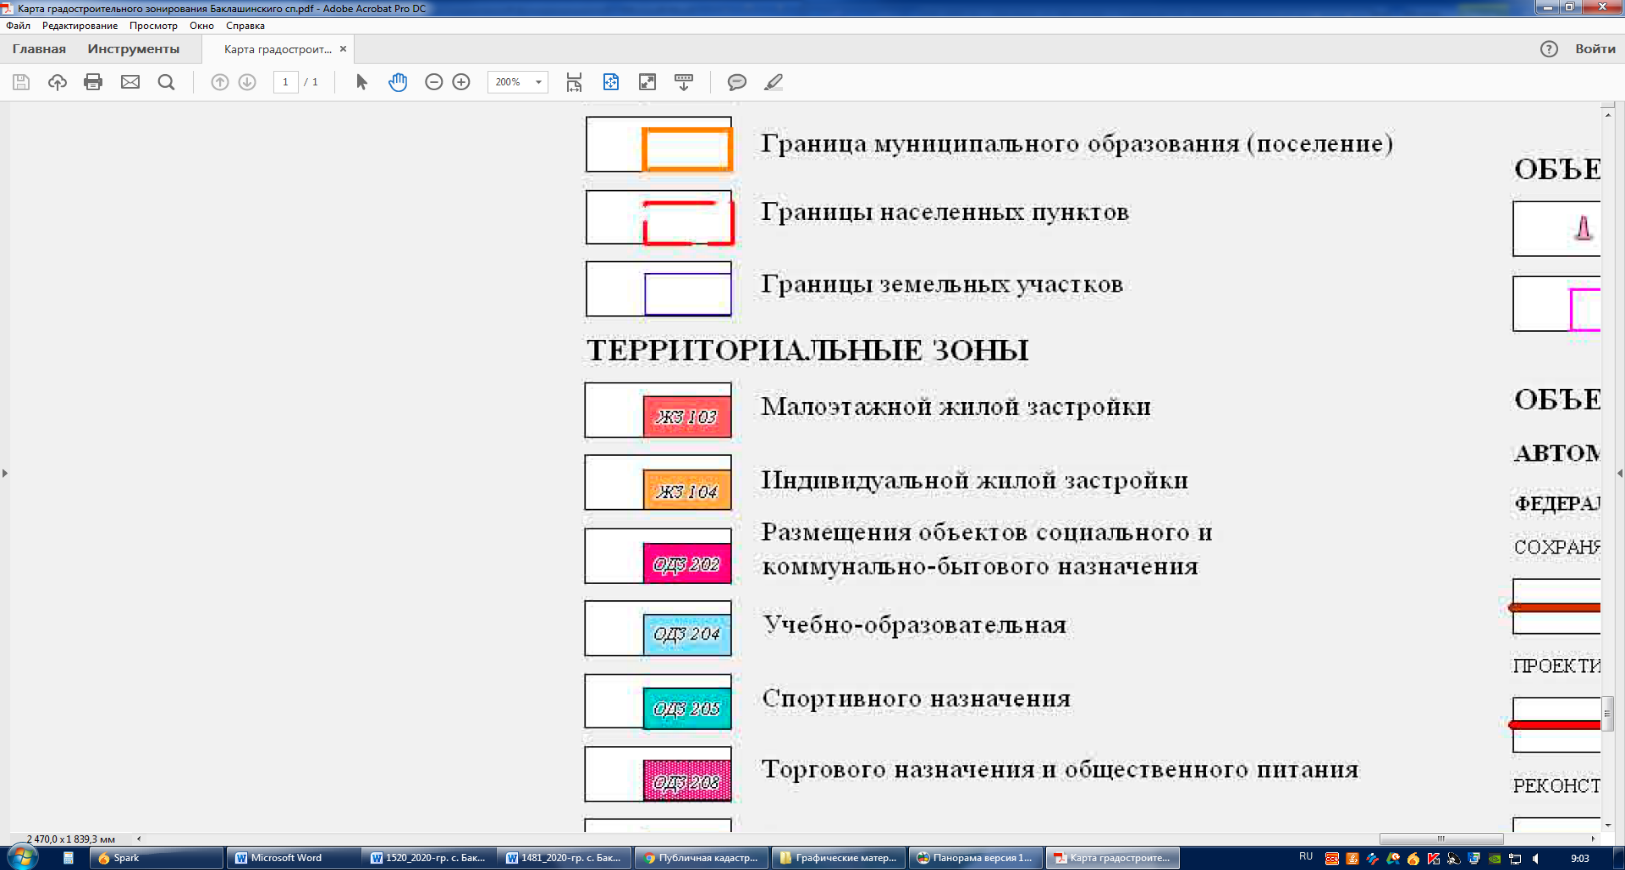 Карта градостроительного зонирования Баклашинскиго сп.pdf - Adobe Acrobat Pro DC
Файл Редактирование Просмотр Окно Справка
Главная Инструменты Карта градостроит... × ? Войти
1 / 1 200%
Граница муниципального образования (поселение)
Границы населенных пунктов
Границы земельных участков
ТЕРРИТОРИАЛЬНЫЕ ЗОНЫ
ЖЗ 103 Малоэтажной жилой застройки
ЖЗ 104 Индивидуальной жилой застройки
ОДЗ 202 Размещения объектов социального и
коммунально-бытового назначения
ОДЗ 204 Учебно-образовательная
ОДЗ 205 Спортивного назначения
ОДЗ 208 Торгового назначения и общественного питания
ОБЪЕ
ОБЪЕ
АВТОМ
ФЕДЕРАЛ
СОХРАНЯ
ПРОЕКТИ
РЕКОНСТ
2 470,0 x 1 839,3 мм
Spark Microsoft Word 1520_2020-гр. с. Бак... 1481_2020-гр. с. Бак... Публичная кадастр... Графические матер... Панорама версия 1... Карта градостроите... RU 9:03